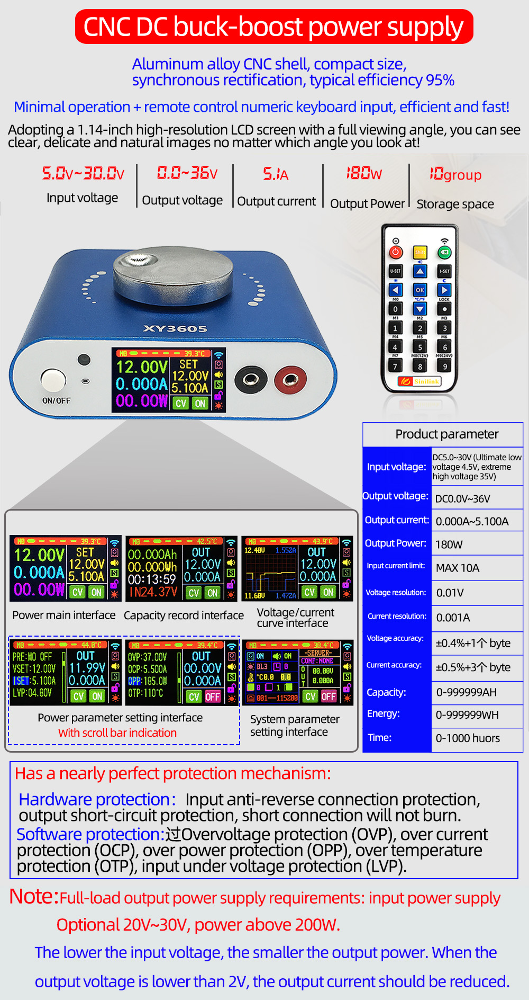 CNC DC buck-boost power supply
Aluminum alloy CNC shell, compact size,
synchronous rectification, typical efficiency 95%
Minimal operation + remote control numeric keyboard input, efficient and fast!
Adopting a 1.14-inch high-resolution LCD screen with a full viewing angle, you can see
clear, delicate and natural images no matter which angle you look at!
5.0V~30.0V
Input voltage
0.0~36V
Output voltage
5.1A
Output current
180W
Output Power
10group
Storage space
XY3605
ON/OFF
M0 39.3°C
12.00V SET
0.000A 12.00V
00.00W 5.100A
CV ON
S
Shift
U-SET I-SET
OK
M0 °C/°F LOCK
0
M1 M2 M3
1 2 3
M4 M5 M6
4 5 6
M7 M8(12V) M9(24V)
7 8 9
Sinilink
Product parameter
Input voltage: DC5.0~30V (Ultimate low
voltage 4.5V, extreme
high voltage 35V)
Output voltage: DC0.0V~36V
Output current: 0.000A~5.100A
Output Power: 180W
Input current limit: MAX 10A
Voltage resolution: 0.01V
Current resolution: 0.001A
Voltage accuracy: ±0.4%+1个 byte
Current accuracy: ±0.5%+3个 byte
Capacity: 0-999999AH
Energy: 0-999999WH
Time: 0-1000 huors
M0 39.3°C
12.00V SET
0.000A 12.00V
00.00W 5.100A
CV ON
S
Power main interface
M0 42.5°C
00.000Ah OUT
00.000Wh 12.00V
00:13:59 0.000A
IN24.37V CV ON
S
Capacity record interface
M0 43.9°C
12.40V 1.552A OUT
12.00V
0.000A
11.60V 1.472A CV ON
S
Voltage/current
curve interface
M0 44.0°C
PRE:M0 OFF OUT
VSET:12.00V 11.99V
ISET:5.100A 0.000A
LVP:04.80V CV ON
S
M0 39.4°C
OVP:37.00V OUT
OCP:5.500A 00.00V
OPP:185.0W 0.000A
OTP:110°C CV OFF
S
Power parameter setting interface
With scroll bar indication
M0 38.4°C
ON ON -SERVER-
BL3 0 CONF:NONE
°C0.0 0.0 OUT 00.00V
0 1 0.000A
001—115200 CV OFF
S
System parameter
setting interface
Has a nearly perfect protection mechanism:
Hardware protection: Input anti-reverse connection protection,
output short-circuit protection, short connection will not burn.
Software protection:过Overvoltage protection (OVP), over current
protection (OCP), over power protection (OPP), over temperature
protection (OTP), input under voltage protection (LVP).
Note:Full-load output power supply requirements: input power supply
Optional 20V~30V, power above 200W.
The lower the input voltage, the smaller the output power. When the
output voltage is lower than 2V, the output current should be reduced.